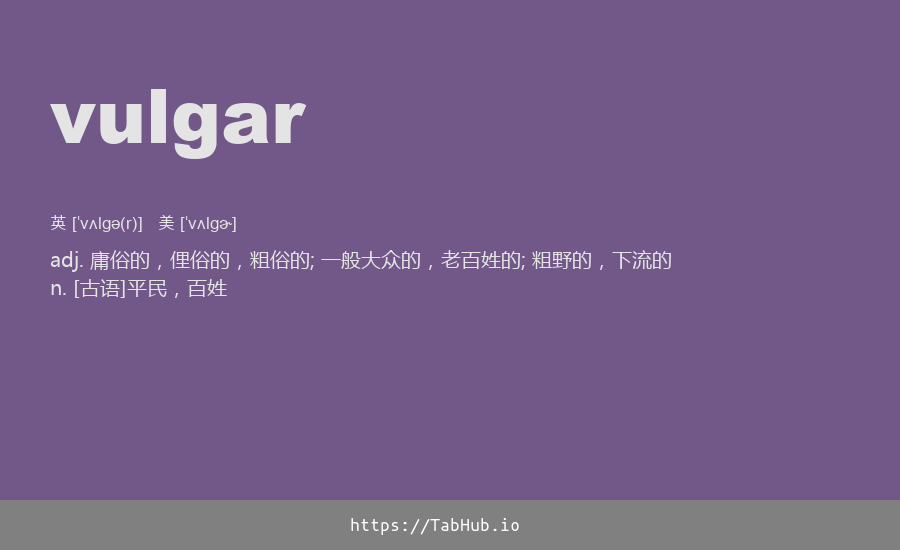 vulgar
英 [ˈvʌlgə(r)] 美 [ˈvʌlgɚ]
adj. 庸俗的，俚俗的，粗俗的; 一般大众的，老百姓的; 粗野的，下流的
n. [古语]平民，百姓
https://TabHub.io